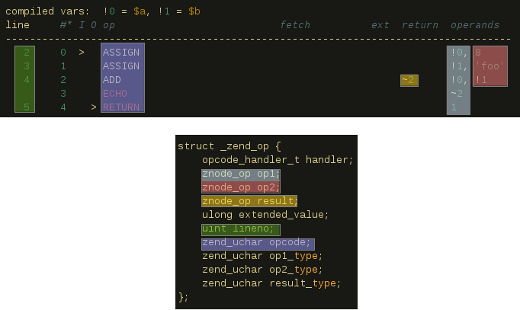 compiled vars:  !0 = $a, !1 = $b
line     #* I O op                           fetch          ext  return  operands
---------------------------------------------------------------------------------
   2     0  >   ASSIGN                                                   !0, 8
   3     1      ASSIGN                                                   !1, 'foo'
   4     2      ADD                                              ~2      !0, !1
         3      ECHO                                                     ~2
   5     4    > RETURN                                                   1
struct _zend_op {
    opcode_handler_t handler;
    znode_op op1;
    znode_op op2;
    znode_op result;
    ulong extended_value;
    uint lineno;
    zend_uchar opcode;
    zend_uchar op1_type;
    zend_uchar op2_type;
    zend_uchar result_type;
};